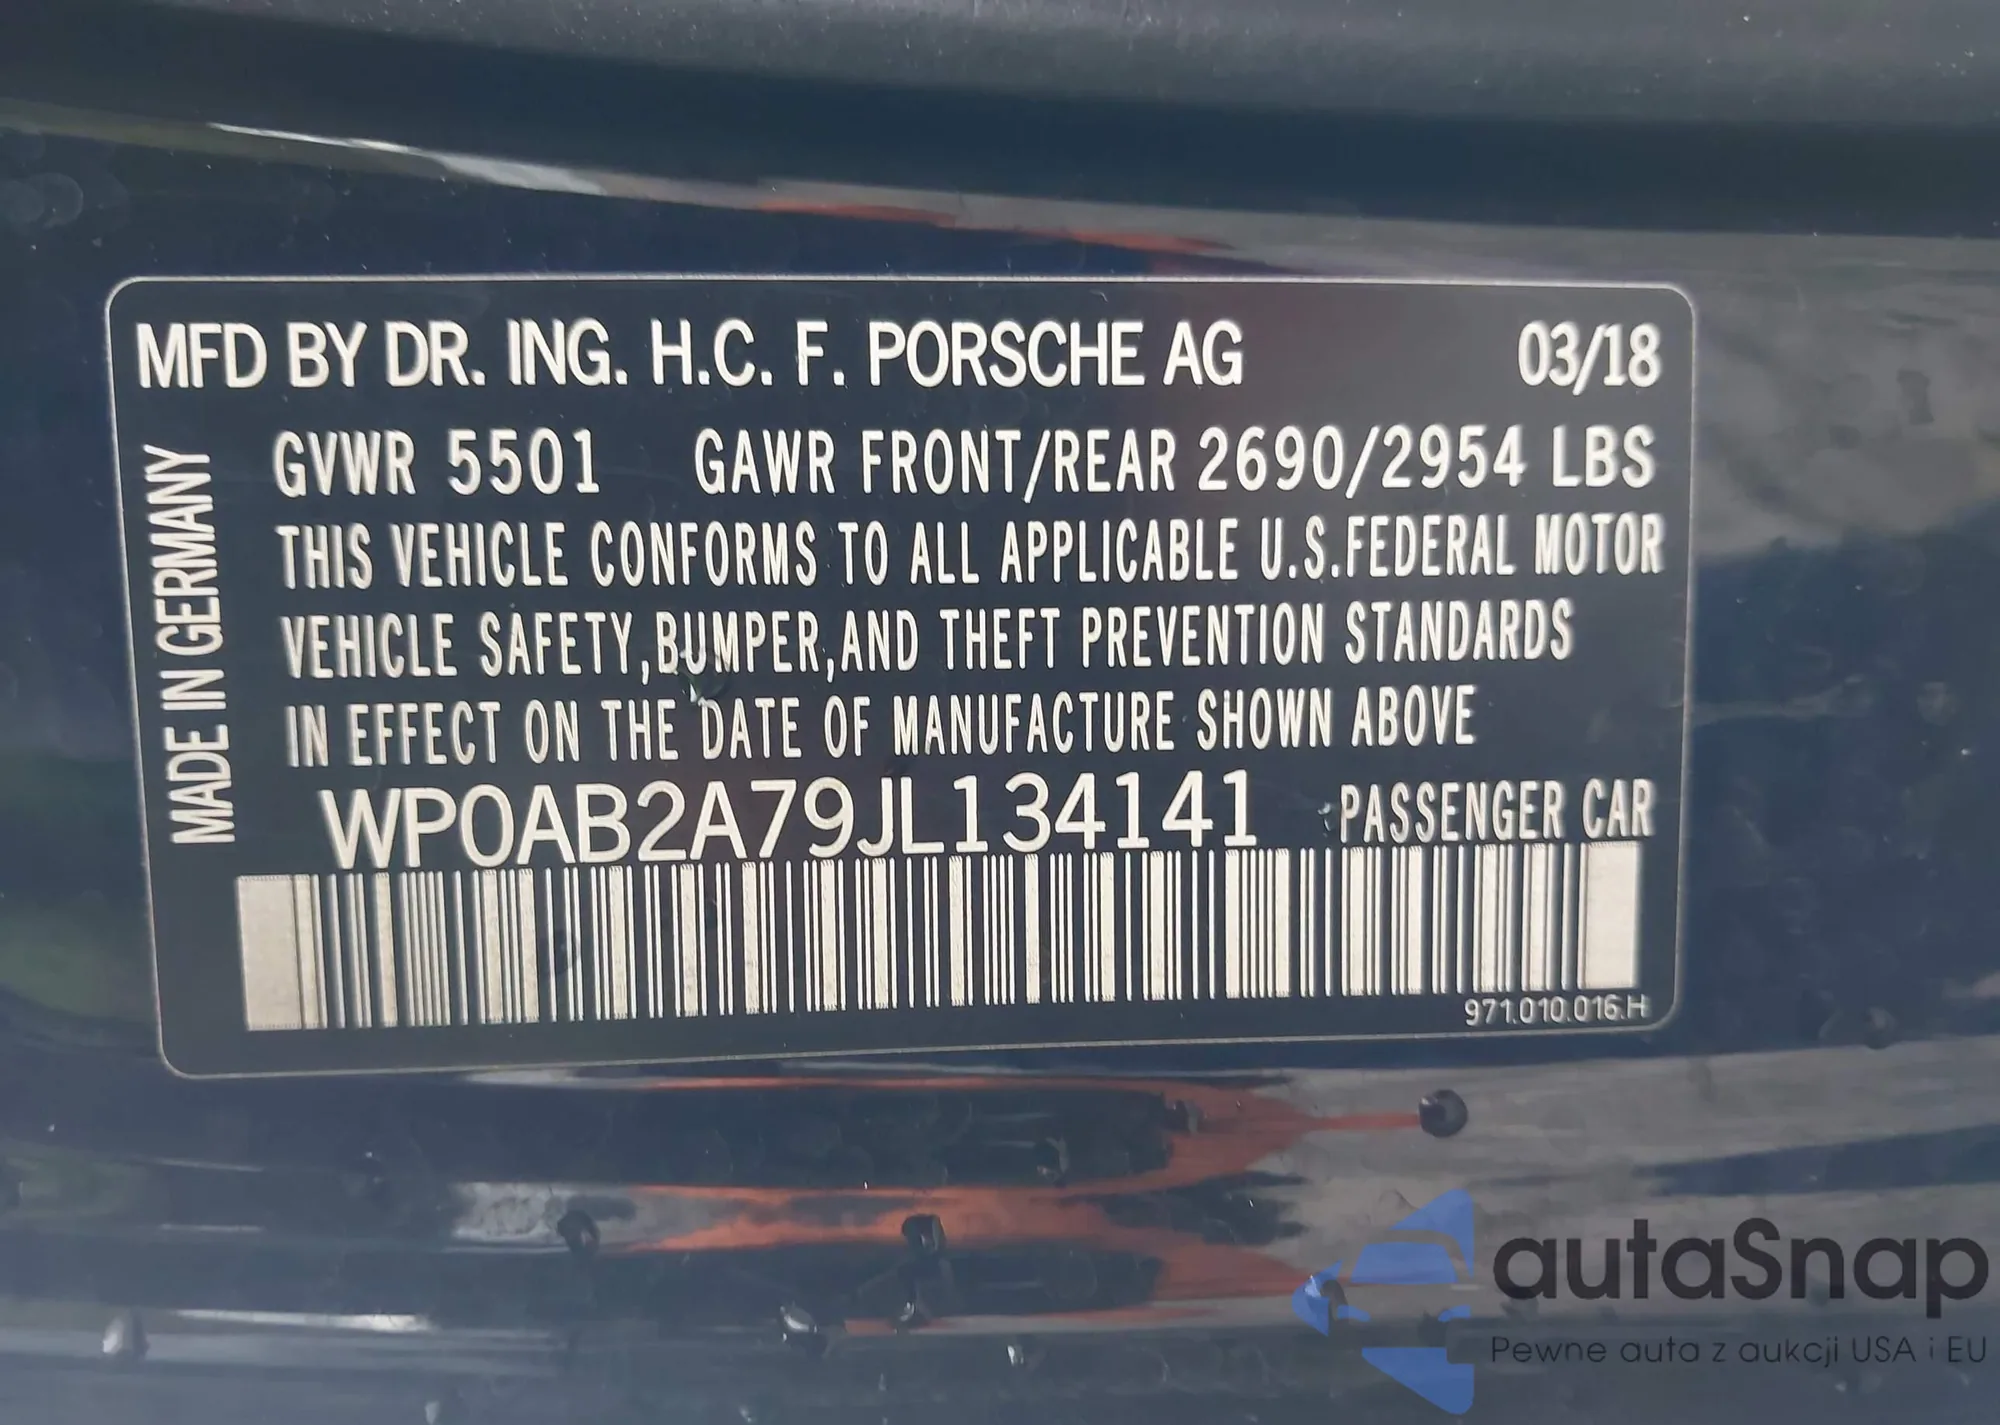 MFD BY DR. ING. H.C. F. PORSCHE AG 03/18
MADE IN GERMANY
GVWR 5501 GAWR FRONT/REAR 2690/2954 LBS
THIS VEHICLE CONFORMS TO ALL APPLICABLE U.S.FEDERAL MOTOR
VEHICLE SAFETY,BUMPER,AND THEFT PREVENTION STANDARDS
IN EFFECT ON THE DATE OF MANUFACTURE SHOWN ABOVE
WP0AB2A79JL134141 PASSENGER CAR
971.010.016.H
autaSnap
Pewne auta z aukcji USA i EU